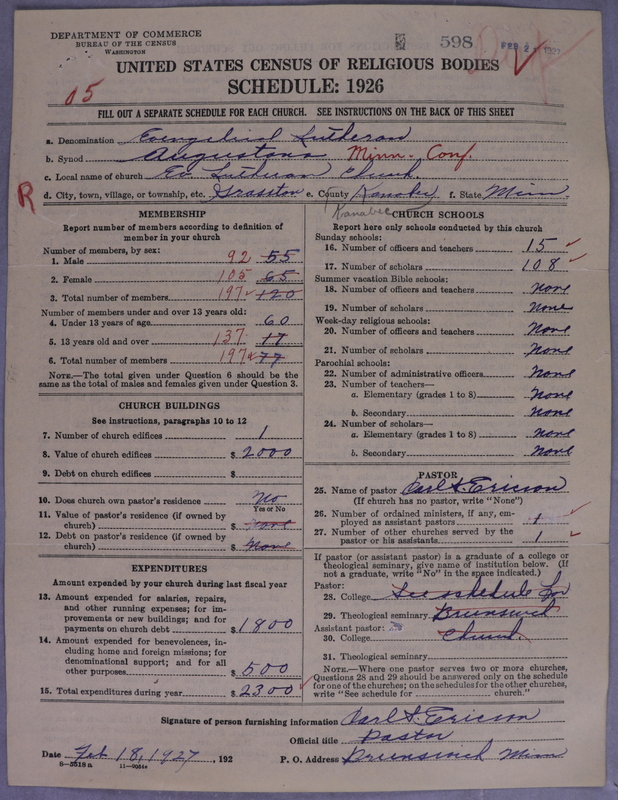 DEPARTMENT OF COMMERCE
BUREAU OF THE CENSUS
WASHINGTON
598
FEB 21 1927
UNITED STATES CENSUS OF RELIGIOUS BODIES
SCHEDULE: 1926
05
FILL OUT A SEPARATE SCHEDULE FOR EACH CHURCH. SEE INSTRUCTIONS ON THE BACK OF THIS SHEET
a. Denomination Evangelical Lutheran
b. Synod Augustana Minn. Conf.
c. Local name of church Ev. Lutheran Church.
R
d. City, town, village, or township, etc. Grasston e. County Kanabec f. State Minn.
Kanabec
MEMBERSHIP
Report number of members according to definition of member in your church
Number of members, by sex:
1. Male 92 55
2. Female 105 65
3. Total number of members 197 120
Number of members under and over 13 years old:
4. Under 13 years of age 60
5. 13 years old and over 137 17
6. Total number of members 197 77
NOTE.—The total given under Question 6 should be the same as the total of males and females given under Question 3.
CHURCH BUILDINGS
See instructions, paragraphs 10 to 12
7. Number of church edifices 1
8. Value of church edifices $ 2000
9. Debt on church edifices $
10. Does church own pastor's residence No
Yes or No
11. Value of pastor's residence (if owned by church) $ None
12. Debt on pastor's residence (if owned by church) $ None
EXPENDITURES
Amount expended by your church during last fiscal year
13. Amount expended for salaries, repairs, and other running expenses; for improvements or new buildings; and for payments on church debt $ 1800
14. Amount expended for benevolences, including home and foreign missions; for denominational support; and for all other purposes $ 500
15. Total expenditures during year $ 2300
CHURCH SCHOOLS
Report here only schools conducted by this church
Sunday schools:
16. Number of officers and teachers 15
17. Number of scholars 108
Summer vacation Bible schools:
18. Number of officers and teachers none
19. Number of scholars None
Week-day religious schools:
20. Number of officers and teachers None
21. Number of scholars None
Parochial schools:
22. Number of administrative officers None
23. Number of teachers—
a. Elementary (grades 1 to 8) None
b. Secondary None
24. Number of scholars—
a. Elementary (grades 1 to 8) none
b. Secondary none
PASTOR
25. Name of pastor Carl S. Ericson
(If church has no pastor, write "None")
26. Number of ordained ministers, if any, employed as assistant pastors 1
27. Number of other churches served by the pastor or his assistants 1
If pastor (or assistant pastor) is a graduate of a college or theological seminary, give name of institution below. (If not a graduate, write "No" in the space indicated.)
Pastor:
28. College See schedule for
29. Theological seminary Brunswick
Assistant pastor:
30. College Church.
31. Theological seminary
NOTE.—Where one pastor serves two or more churches, Questions 28 and 29 should be answered only on the schedule for one of the churches; on the schedules for the other churches, write "See schedule for church."
Signature of person furnishing information Carl S. Ericson
Official title Pastor
Date Feb 18, 1927, 192 P. O. Address Brunswick Minn
8—5518a 11—9084